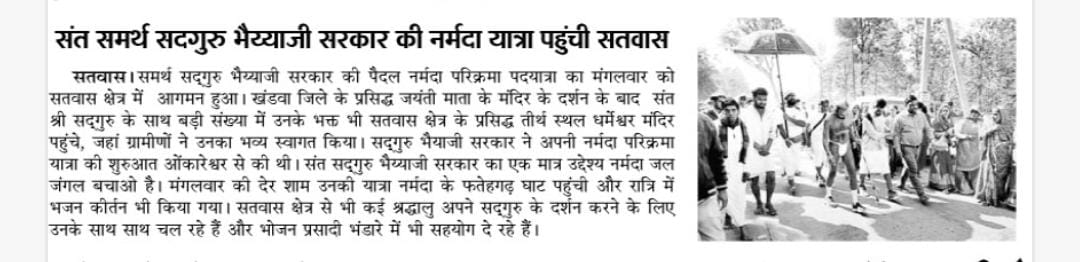 संत समर्थ सदगुरु भैय्याजी सरकार की नर्मदा यात्रा पहुंची सतवास
सतवास। समर्थ सद्गुरु भैय्याजी सरकार की पैदल नर्मदा परिक्रमा पदयात्रा का मंगलवार को
सतवास क्षेत्र में आगमन हुआ। खंडवा जिले के प्रसिद्ध जयंती माता के मंदिर के दर्शन के बाद संत
श्री सद्गुरु के साथ बड़ी संख्या में उनके भक्त भी सतवास क्षेत्र के प्रसिद्ध तीर्थ स्थल धर्मेश्वर मंदिर
पहुंचे, जहां ग्रामीणों ने उनका भव्य स्वागत किया। सद्गुरु भैयाजी सरकार ने अपनी नर्मदा परिक्रमा
यात्रा की शुरुआत ओंकारेश्वर से की थी। संत सद्गुरु भैय्याजी सरकार का एक मात्र उद्देश्य नर्मदा जल
जंगल बचाओ है। मंगलवार की देर शाम उनकी यात्रा नर्मदा के फतेहगढ़ घाट पहुंची और रात्रि में
भजन कीर्तन भी किया गया। सतवास क्षेत्र से भी कई श्रद्धालु अपने सद्गुरु के दर्शन करने के लिए
उनके साथ साथ चल रहे हैं और भोजन प्रसादी भंडारे में भी सहयोग दे रहे हैं।